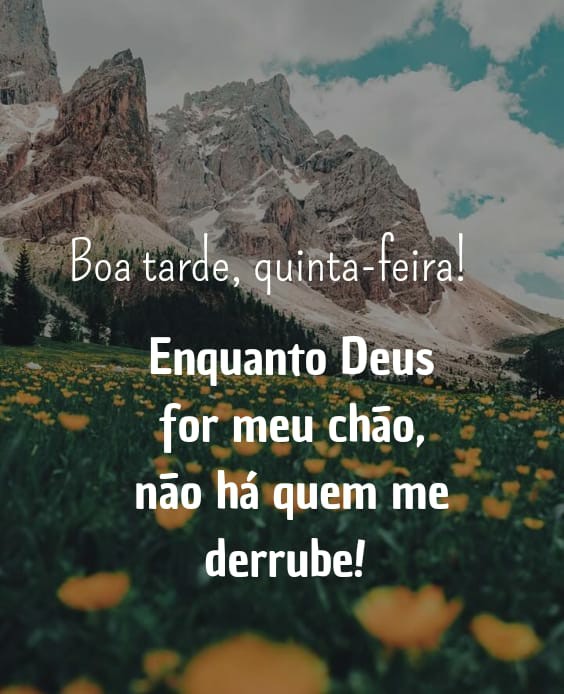 Boa tarde, quinta-feira!
Enquanto Deus
for meu chão,
não há quem me
derrube!